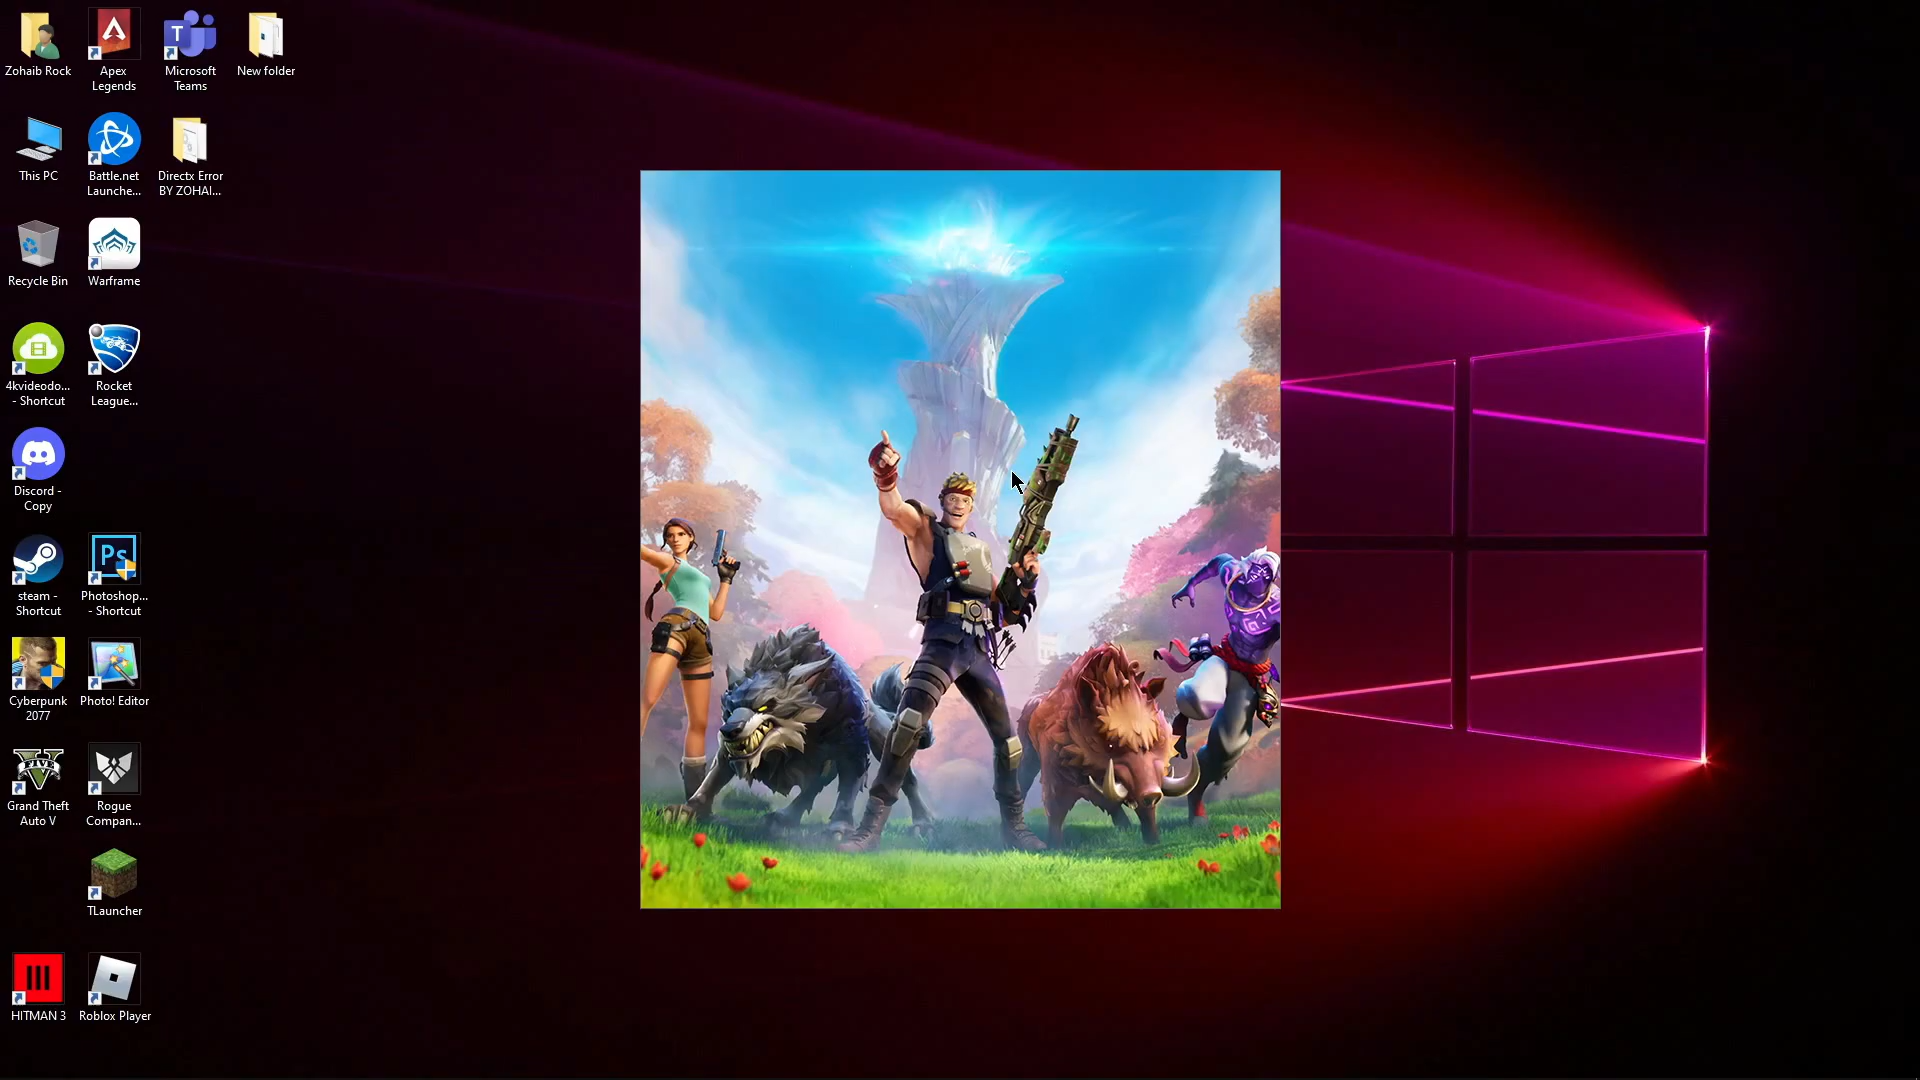 Zohaib Rock
Apex
Legends
Microsoft
Teams
New folder
This PC
Battle.net
Launche...
Directx Error
BY ZOHAI...
Recycle Bin
Warframe
4kvideodo...
- Shortcut
Rocket
League...
Discord -
Copy
steam -
Shortcut
Ps
Photoshop...
- Shortcut
Cyberpunk
2077
Photo! Editor
FIVE
Grand Theft
Auto V
Rogue
Compan...
TLauncher
HITMAN 3
Roblox Player